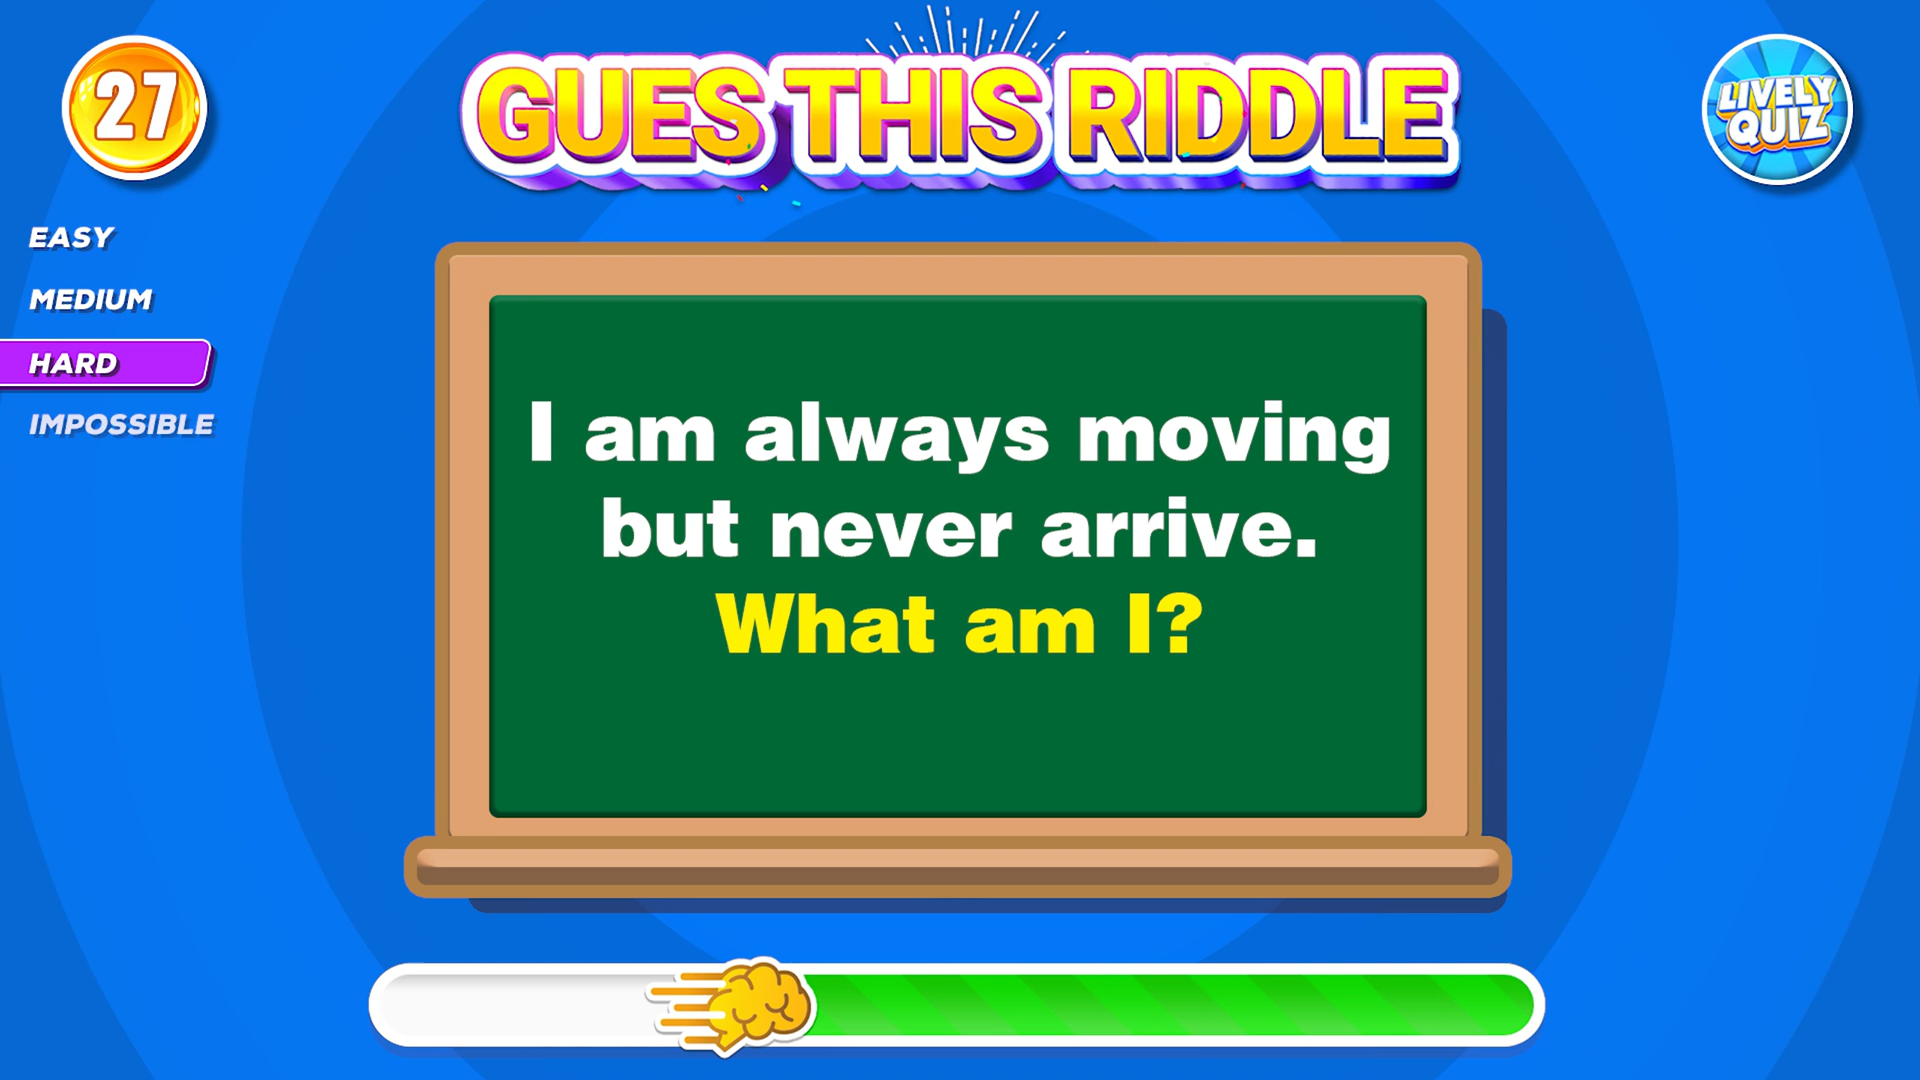 27
GUES THIS RIDDLE
LIVELY
QUIZ
EASY
MEDIUM
HARD
IMPOSSIBLE
I am always moving
but never arrive.
What am I?